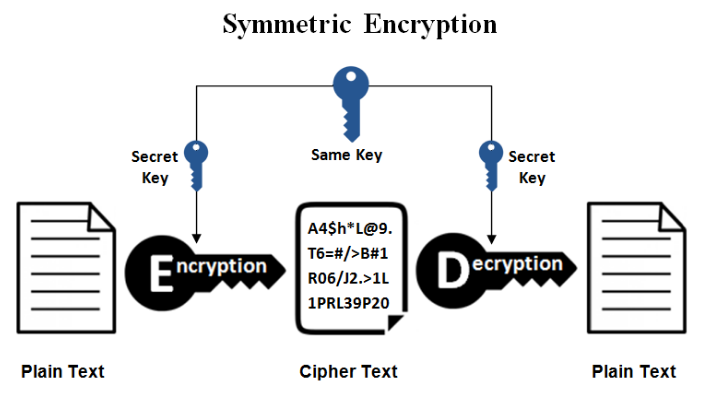 Symmetric Encryption
Same Key
Secret
Key
Secret
Key
Encryption
A4$h*L@9.
T6=#/>B#1
R06/J2.>1L
1PRL39P20
Decryption
Plain Text
Cipher Text
Plain Text